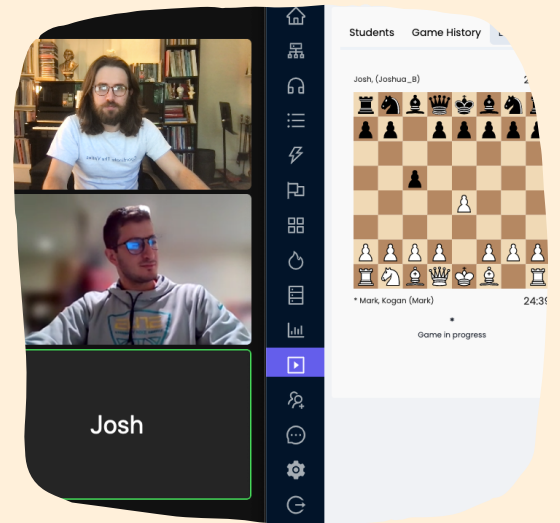 Students Game History
Josh, (Joshua_B)
* Mark, Kogan (Mark)
24:39
Game in progress
Josh